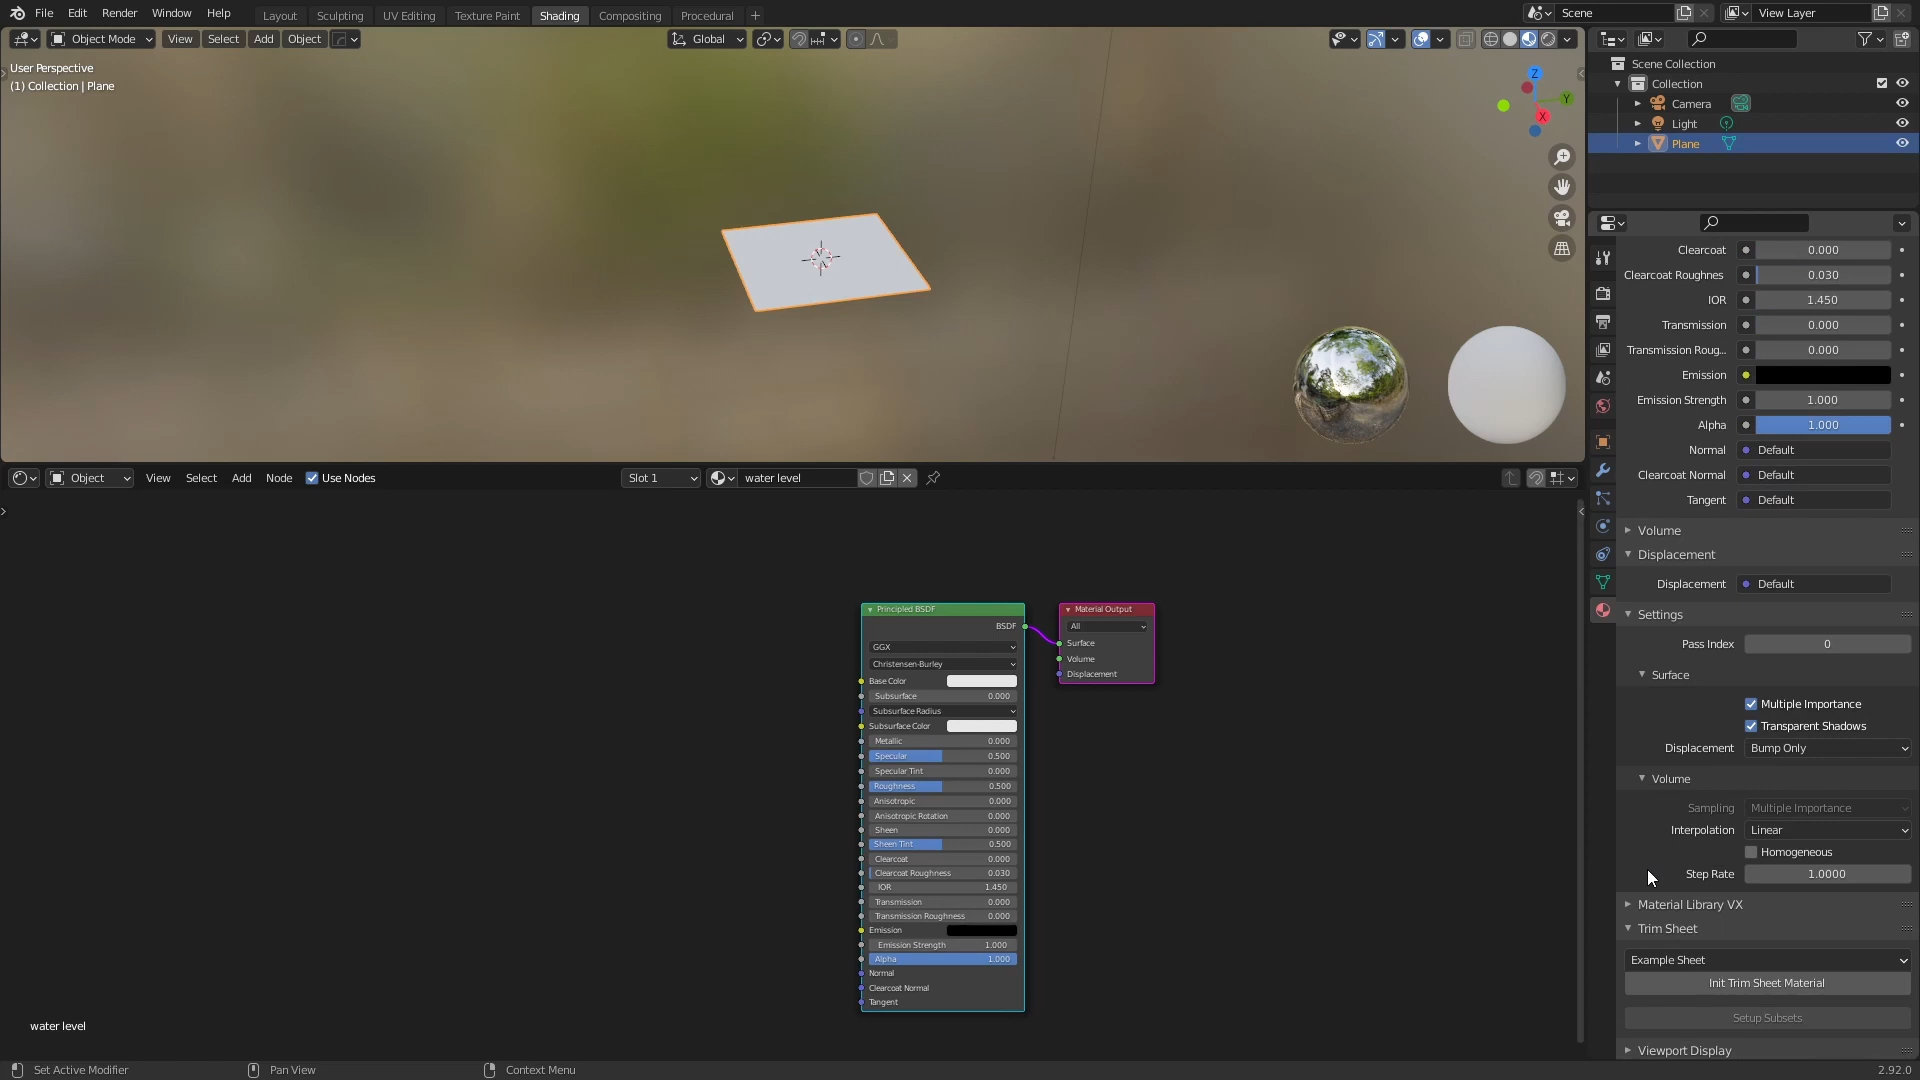 File Edit Render Window Help
Layout Sculpting UV Editing Texture Paint Shading Compositing Procedural +
Scene
View Layer
Object Mode View Select Add Object
Global
User Perspective
(1) Collection | Plane
Z
Y
X
Scene Collection
Collection
Camera
Light
Plane
Clearcoat 0.000
Clearcoat Roughnes 0.030
IOR 1.450
Transmission 0.000
Transmission Roug... 0.000
Emission
Emission Strength 1.000
Alpha 1.000
Normal Default
Clearcoat Normal Default
Tangent Default
Volume
Displacement
Displacement Default
Settings
Pass Index 0
Surface
Multiple Importance
Transparent Shadows
Displacement Bump Only
Volume
Sampling Multiple Importance
Interpolation Linear
Homogeneous
Step Rate 1.0000
Material Library VX
Trim Sheet
Example Sheet
Init Trim Sheet Material
Setup Subsets
Viewport Display
Object View Select Add Node Use Nodes
Slot 1
water level
Principled BSDF
BSDF
GGX
Christensen-Burley
Base Color
Subsurface 0.000
Subsurface Radius
Subsurface Color
Metallic 0.000
Specular 0.500
Specular Tint 0.000
Roughness 0.500
Anisotropic 0.000
Anisotropic Rotation 0.000
Sheen 0.000
Sheen Tint 0.500
Clearcoat 0.000
Clearcoat Roughness 0.030
IOR 1.450
Transmission 0.000
Transmission Roughness 0.000
Emission
Emission Strength 1.000
Alpha 1.000
Normal
Clearcoat Normal
Tangent
Material Output
All
Surface
Volume
Displacement
water level
Set Active Modifier
Pan View
Context Menu
2.92.0